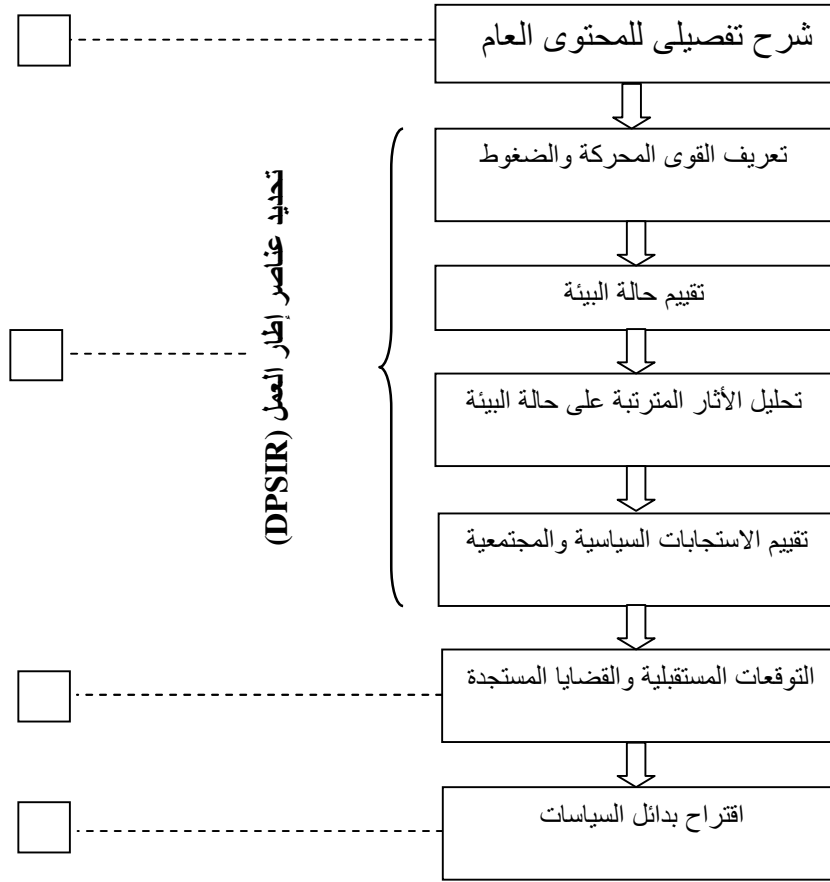 شرح تفصيلى للمحتوى العام
تعريف القوى المحركة والضغوط
تقييم حالة البيئة
تحليل الأثار المترتبة على حالة البيئة
تقييم الاستجابات السياسية والمجتمعية
تحديد عناصر إطار العمل (DPSIR)
التوقعات المستقبلية والقضايا المستجدة
اقتراح بدائل السياسات